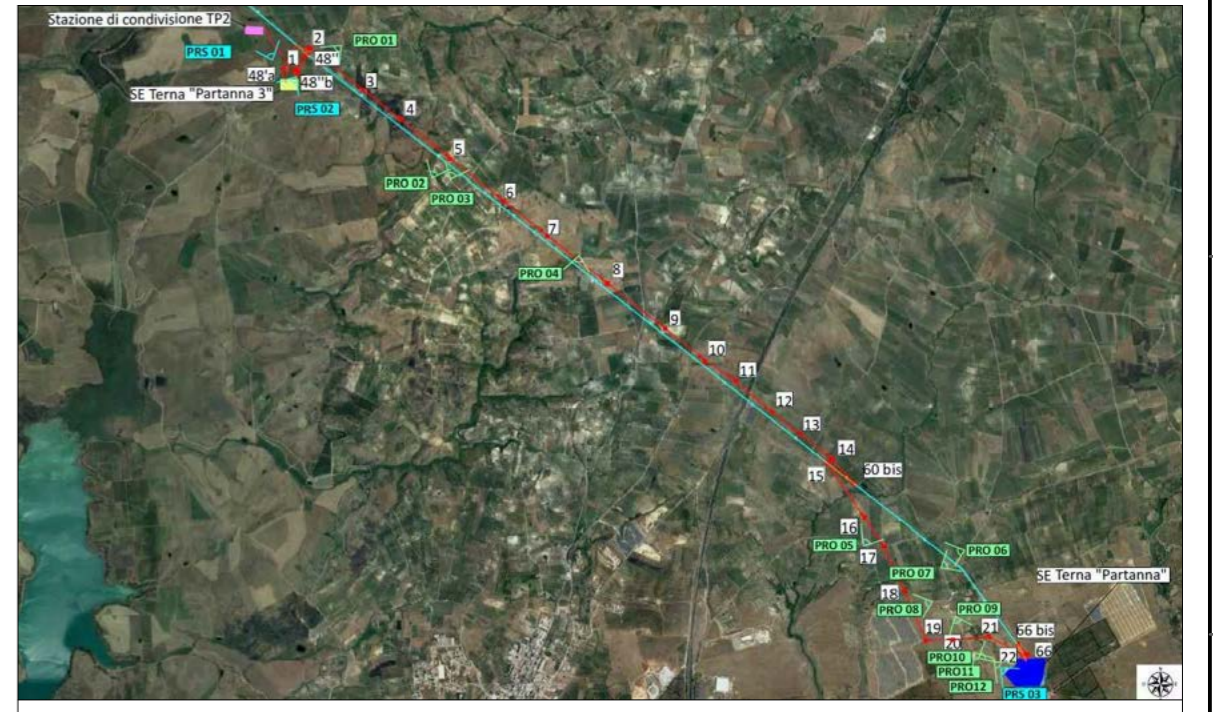 Stazione di condivisione TP2
2
PRO 01
PRS 01
1
48''
48'a
48''b
3
SE Terna "Partanna 3"
PRS 02
4
5
PRO 02
PRO 03
6
7
PRO 04
8
9
10
11
12
13
14
15
60 bis
16
PRO 05
17
PRO 06
PRO 07
SE Terna "Partanna"
18
PRO 08
PRO 09
19
20
21
66 bis
66
22
PRO10
PRO11
PRO12
PRS 03